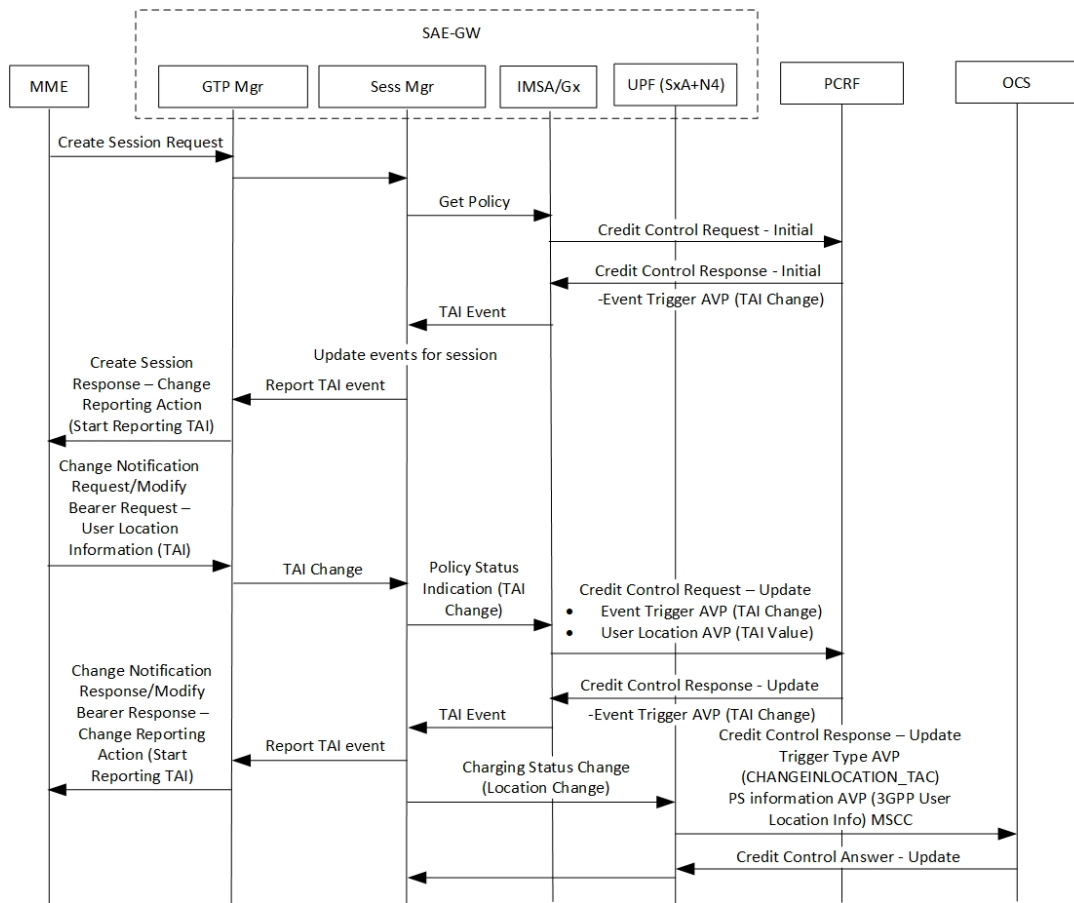 SAE-GW
MME
GTP Mgr
Sess Mgr
IMSA/Gx
UPF (SxA+N4)
PCRF
OCS
Create Session Request
Get Policy
Credit Control Request - Initial
Credit Control Response - Initial
-Event Trigger AVP (TAI Change)
TAI Event
Update events for session
Create Session
Response – Change
Reporting Action
(Start Reporting TAI)
Report TAI event
Change Notification
Request/Modify
Bearer Request –
User Location
Information (TAI)
TAI Change
Policy Status
Indication (TAI
Change)
Credit Control Request – Update
• Event Trigger AVP (TAI Change)
• User Location AVP (TAI Value)
Change Notification
Response/Modify
Bearer Response –
Change Reporting
Action (Start
Reporting TAI)
Credit Control Response - Update
-Event Trigger AVP (TAI Change)
TAI Event
Report TAI event
Charging Status Change
(Location Change)
Credit Control Response – Update
Trigger Type AVP
(CHANGEINLOCATION_TAC)
PS information AVP (3GPP User
Location Info) MSCC
Credit Control Answer - Update